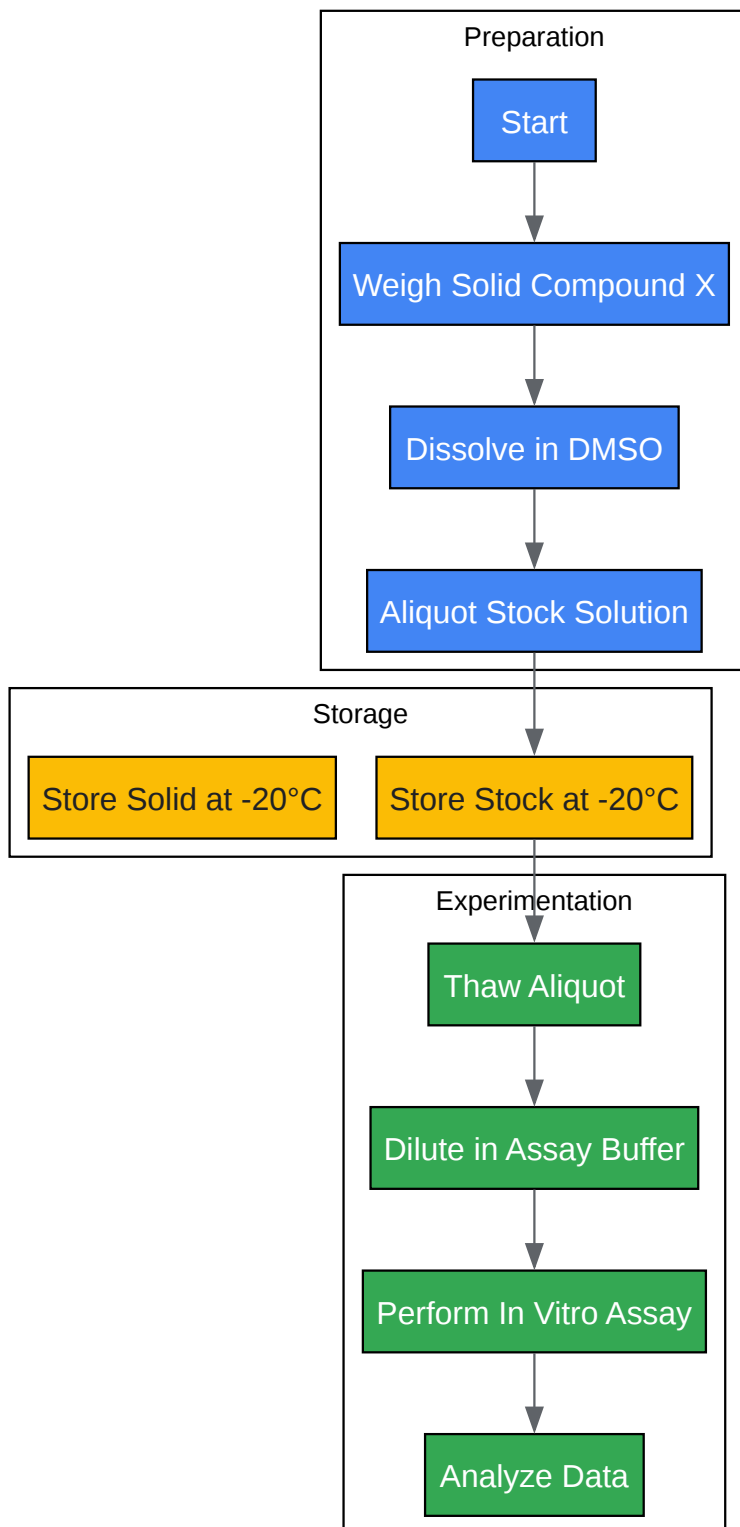 Preparation
Start
Weigh Solid Compound X
Dissolve in DMSO
Aliquot Stock Solution
Storage
Store Solid at -20°C
Store Stock at -20°C
Experimentation
Thaw Aliquot
Dilute in Assay Buffer
Perform In Vitro Assay
Analyze Data